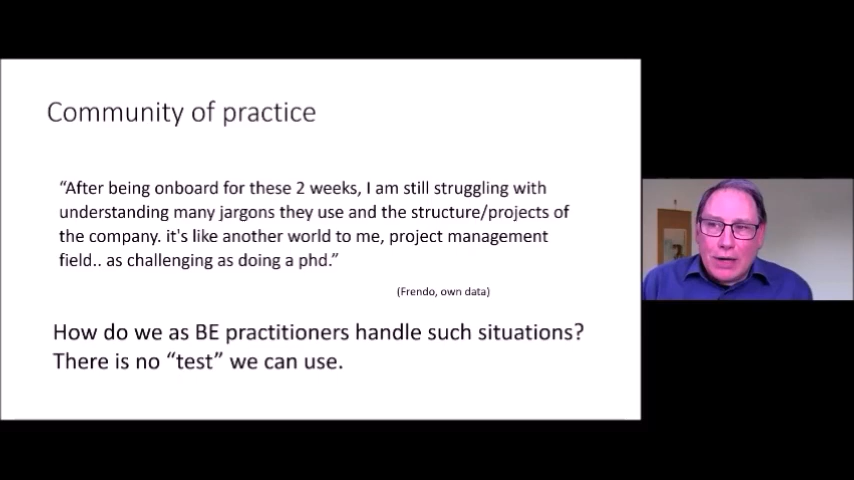 Community of practice
“After being onboard for these 2 weeks, I am still struggling with
understanding many jargons they use and the structure/projects of
the company. it's like another world to me, project management
field.. as challenging as doing a phd.”
(Frendo, own data)
How do we as BE practitioners handle such situations?
There is no “test” we can use.